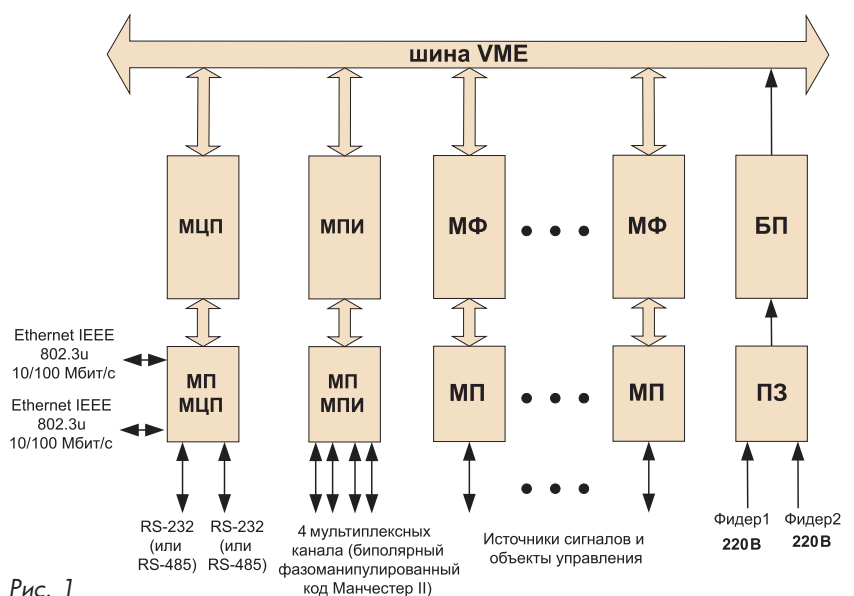 шина VME
МЦП
МПИ
МФ
МФ
БП
Ethernet IEEE
802.3u
10/100 Мбит/с
Ethernet IEEE
802.3u
10/100 Мбит/с
МП
МЦП
МП
МПИ
МП
МП
ПЗ
RS-232
(или
RS-485)
RS-232
(или
RS-485)
4 мультиплексных
канала (биполярный
фазоманипулированный
код Манчестер II)
Источники сигналов и
объекты управления
Фидер1
220В
Фидер2
220В
Рис. 1